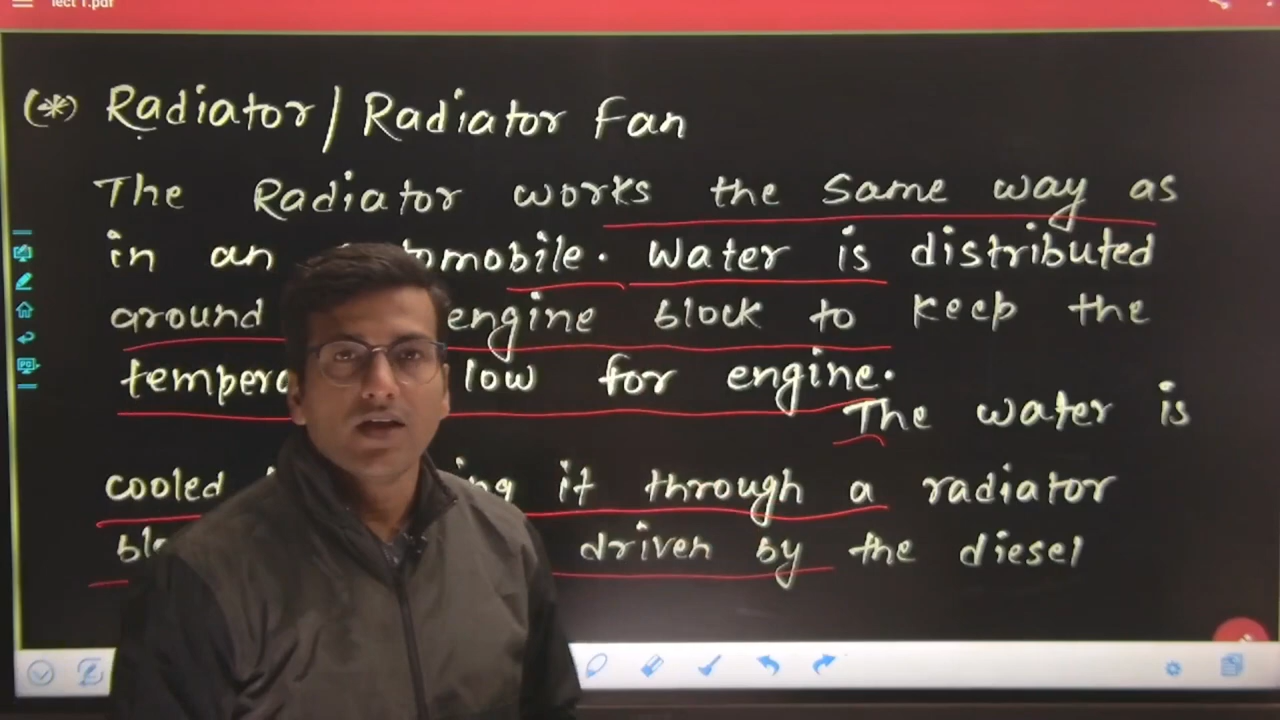 lect 1.pdf
(*) Radiator/ Radiator Fan
The Radiator works the same way as
in an omobile. Water is distributed
around engine block to keep the
tempera low for engine.
The water is
cooled it through a radiator
driven by the diesel